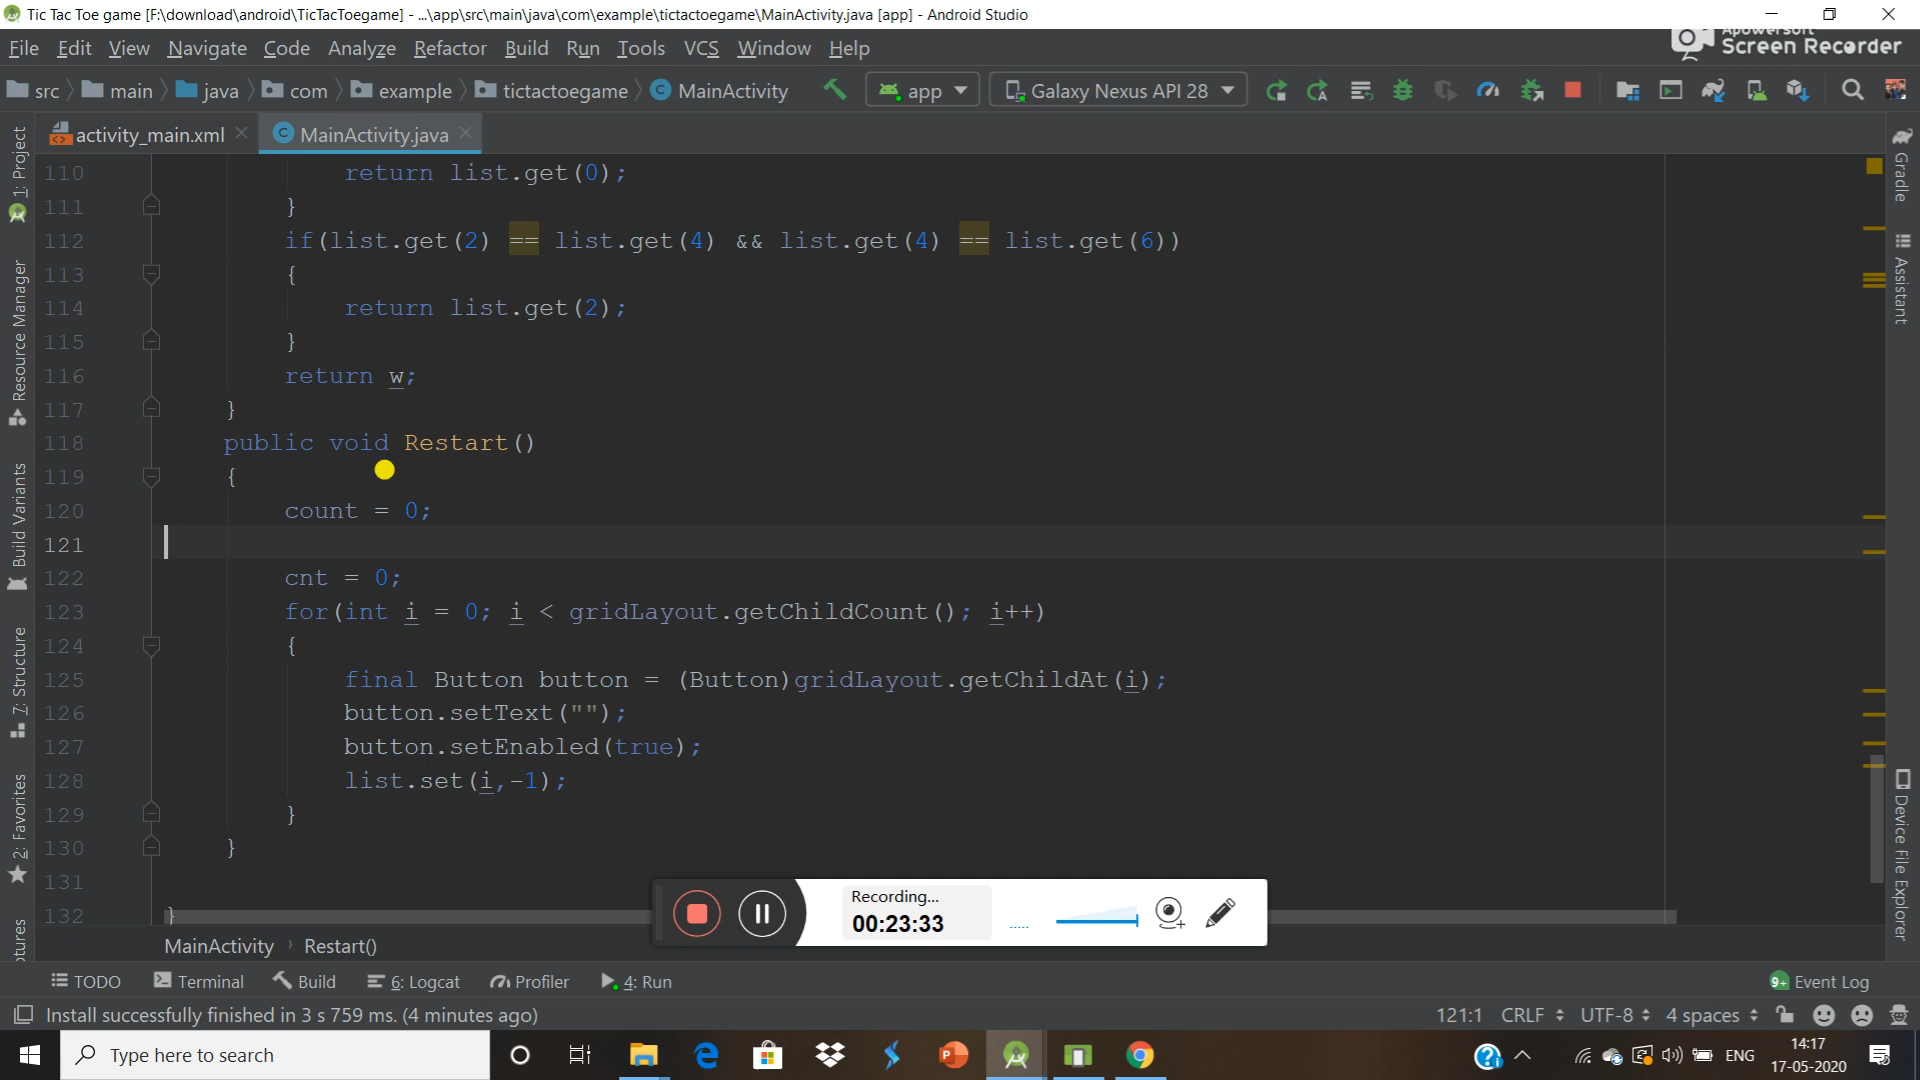 Tic Tac Toe game [F:\download\android\TicTacToegame] - ...\app\src\main\java\com\example\tictactoegame\MainActivity.java [app] - Android Studio
File Edit View Navigate Code Analyze Refactor Build Run Tools VCS Window Help
Apowersoft
Screen Recorder
src main java com example tictactoegame MainActivity app Galaxy Nexus API 28
activity_main.xml MainActivity.java
1: Project
Resource Manager
Build Variants
7: Structure
2: Favorites
Gradle
Assistant
Device File Explorer
110 return list.get(0);
111 }
112 if(list.get(2) == list.get(4) && list.get(4) == list.get(6))
113 {
114 return list.get(2);
115 }
116 return w;
117 }
118 public void Restart()
119 {
120 count = 0;
121
122 cnt = 0;
123 for(int i = 0; i < gridLayout.getChildCount(); i++)
124 {
125 final Button button = (Button)gridLayout.getChildAt(i);
126 button.setText("");
127 button.setEnabled(true);
128 list.set(i,-1);
129 }
130 }
131
132 }
Recording...
00:23:33
MainActivity Restart()
TODO Terminal Build 6: Logcat Profiler 4: Run 9+ Event Log
Install successfully finished in 3 s 759 ms. (4 minutes ago) 121:1 CRLF UTF-8 4 spaces
Type here to search ENG
14:17
17-05-2020